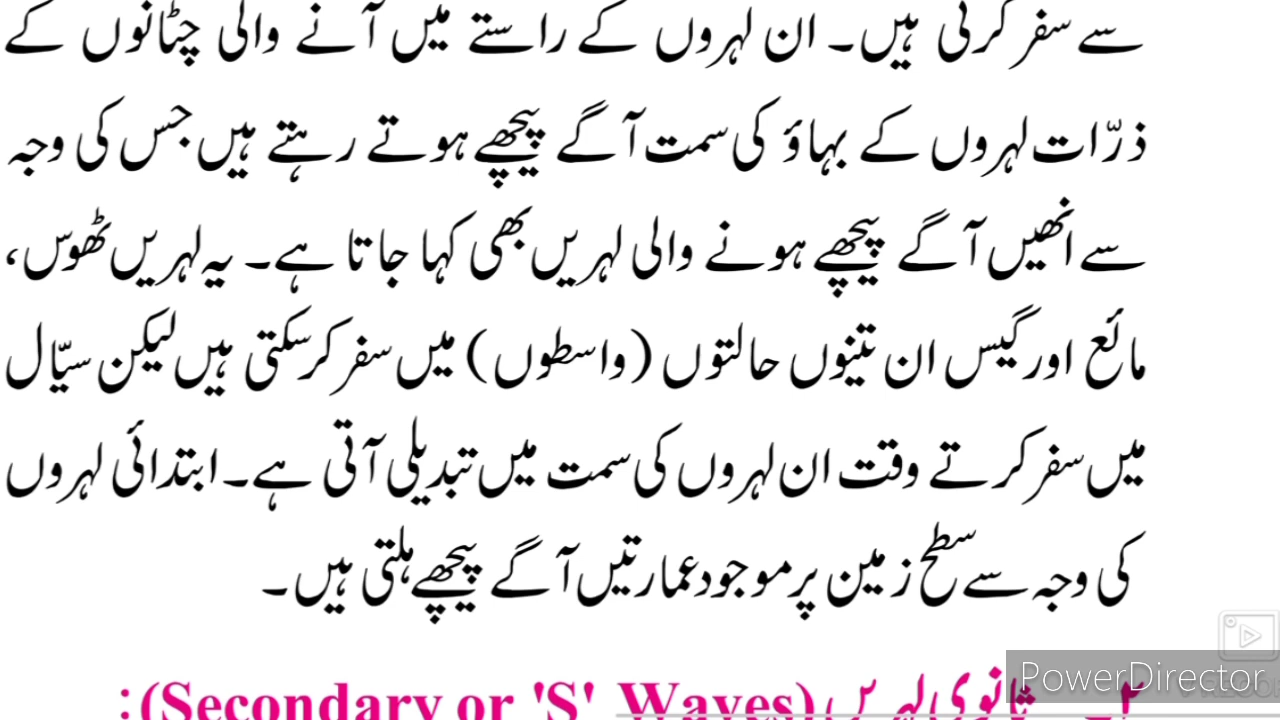 سے سفر کرتی ہیں۔ ان لہروں کے راستے میں آنے والی چٹانوں کے
ذرّات لہروں کے بہاؤ کی سمت آگے پیچھے ہوتے رہتے ہیں جس کی وجہ
سے انھیں آگے پیچھے ہونے والی لہریں بھی کہا جاتا ہے۔ یہ لہریں ٹھوس،
مائع اور گیس ان تینوں حالتوں (واسطوں) میں سفر کرسکتی ہیں لیکن سیّال
میں سفر کرتے وقت ان لہروں کی سمت میں تبدیلی آتی ہے۔ ابتدائی لہروں
کی وجہ سے سطح زمین پر موجود عمارتیں آگے پیچھے ہلتی ہیں۔
۲۔ ثانوی لہریں (Secondary or 'S' Waves):
PowerDirector